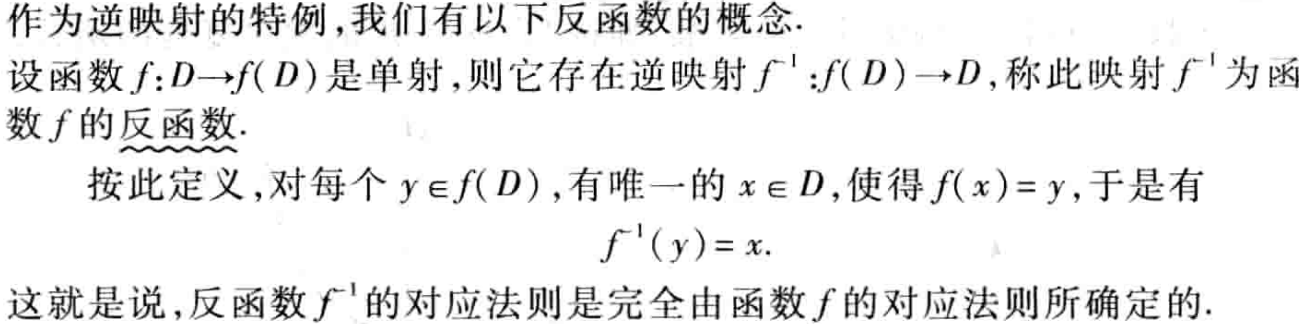 作为逆映射的特例,我们有以下反函数的概念.
设函数 f:D→f(D)是单射,则它存在逆映射 f⁻¹:f(D)→D,称此映射 f⁻¹ 为函
数 f 的反函数.
按此定义,对每个 y∈f(D),有唯一的 x∈D,使得 f(x)=y,于是有
f⁻¹(y)=x.
这就是说,反函数 f⁻¹的对应法则是完全由函数 f 的对应法则所确定的.